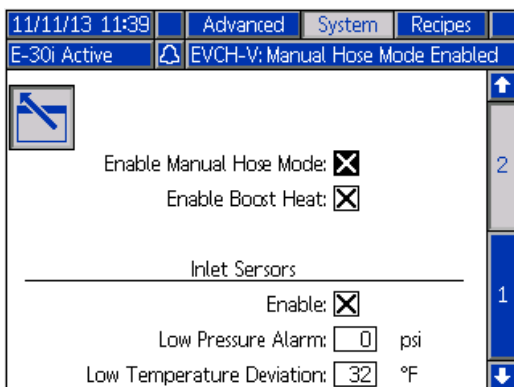 11/11/13 11:39 Advanced System Recipes
E-30i Active EVCH-V: Manual Hose Mode Enabled
Enable Manual Hose Mode:
2
Enable Boost Heat:
Inlet Sensors
Enable:
1
Low Pressure Alarm: 0 psi
Low Temperature Deviation: 32 °F